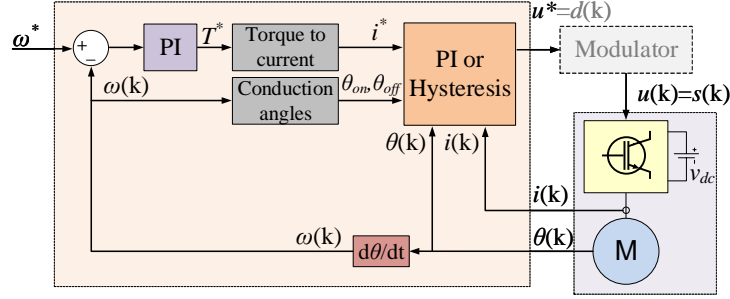 u*=d(k)
ω*
+
−
PI
T*
Torque to
current
i*
PI or
Hysteresis
Modulator
ω(k)
Conduction
angles
θon,θoff
u(k)=s(k)
θ(k) i(k)
+
-
vdc
i(k)
ω(k)
dθ/dt
θ(k)
M